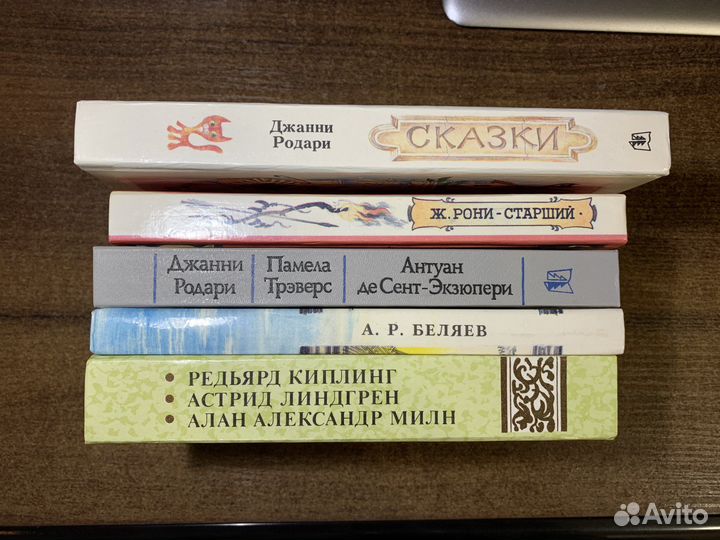 Джанни
Родари
СКАЗКИ
Ж. РОНИ-СТАРШИЙ
Джанни
Родари
Памела
Трэверс
Антуан
де Сент-Экзюпери
А. Р. БЕЛЯЕВ
РЕДЬЯРД КИПЛИНГ
АСТРИД ЛИНДГРЕН
АЛАН АЛЕКСАНДР МИЛН
Avito